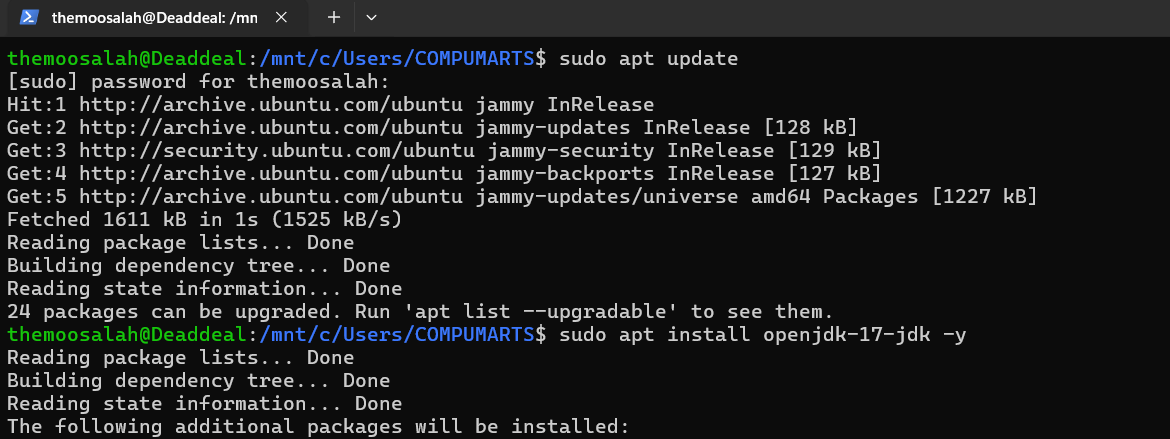 themoosalah@Deaddeal: /mn
themoosalah@Deaddeal:/mnt/c/Users/COMPUMARTS$ sudo apt update
[sudo] password for themoosalah:
Hit:1 http://archive.ubuntu.com/ubuntu jammy InRelease
Get:2 http://archive.ubuntu.com/ubuntu jammy-updates InRelease [128 kB]
Get:3 http://security.ubuntu.com/ubuntu jammy-security InRelease [129 kB]
Get:4 http://archive.ubuntu.com/ubuntu jammy-backports InRelease [127 kB]
Get:5 http://archive.ubuntu.com/ubuntu jammy-updates/universe amd64 Packages [1227 kB]
Fetched 1611 kB in 1s (1525 kB/s)
Reading package lists... Done
Building dependency tree... Done
Reading state information... Done
24 packages can be upgraded. Run 'apt list --upgradable' to see them.
themoosalah@Deaddeal:/mnt/c/Users/COMPUMARTS$ sudo apt install openjdk-17-jdk -y
Reading package lists... Done
Building dependency tree... Done
Reading state information... Done
The following additional packages will be installed: